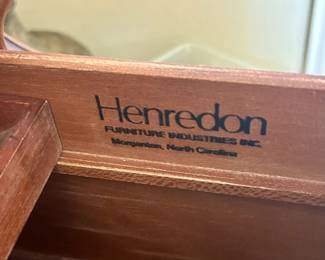 Henredon
FURNITURE INDUSTRIES INC.
Morganton, North Carolina